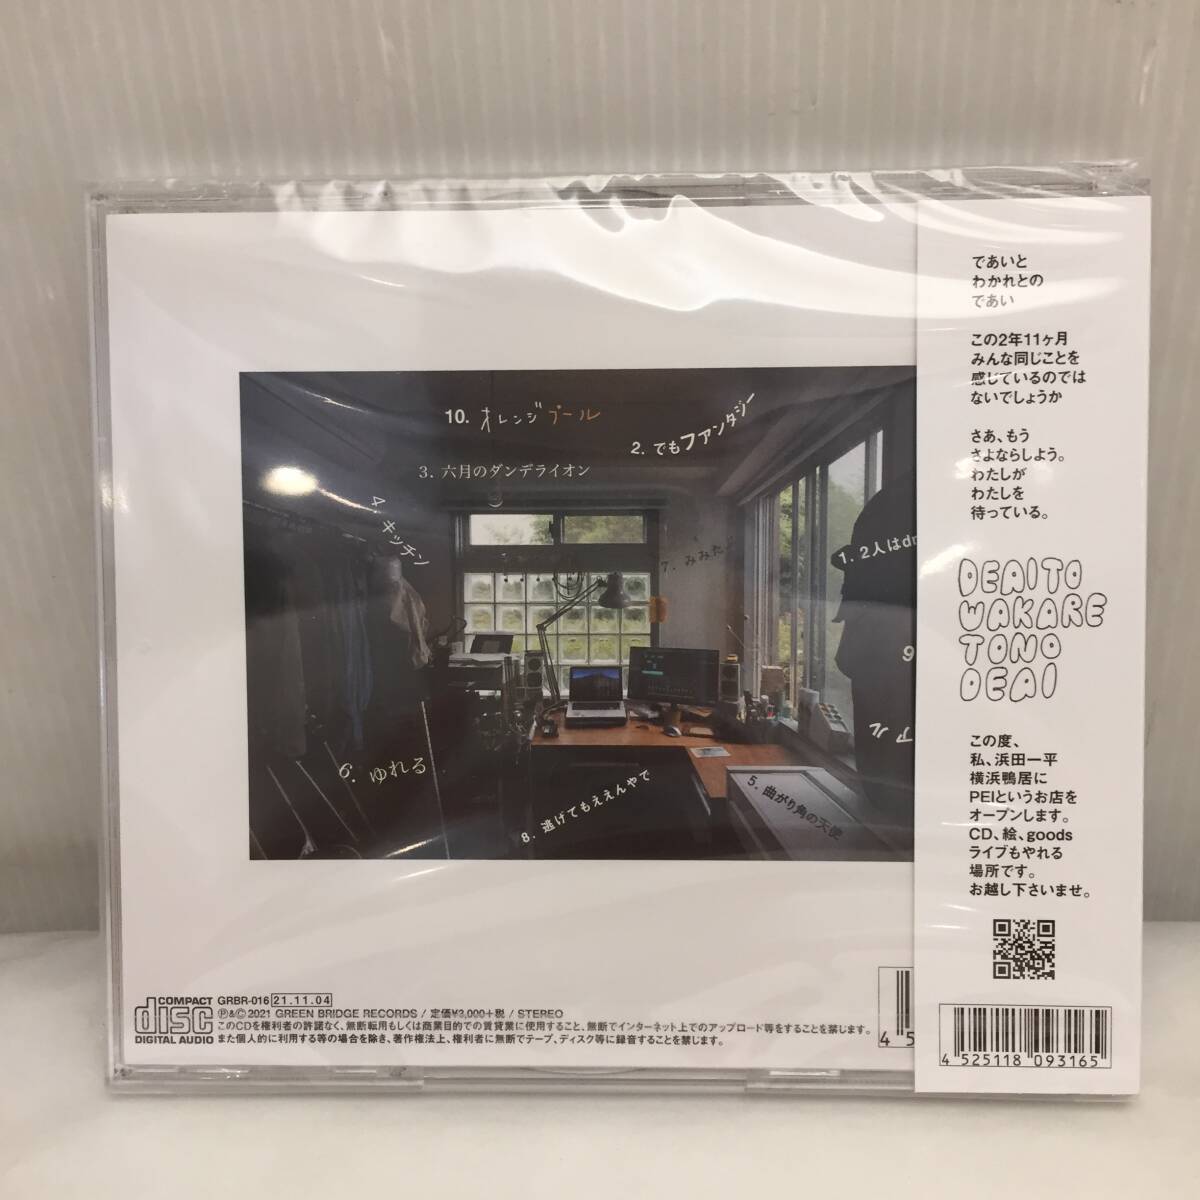 10. オレンジプール
2. でもファンタジー
3. 六月のダンデライオン
4. キッチン
7. みみた
1. 2人はdr
9
アル
6. ゆれる
8. 逃げてもええんやで
5. 曲がり角の天使
COMPACT
disc
DIGITAL AUDIO
GRBR-016 21.11.04
Ⓟ&Ⓒ2021 GREEN BRIDGE RECORDS / 定価¥3,000+税 / STEREO
このCDを権利者の許諾なく、無断転用もしくは商業目的での賃貸業に使用すること、無断でインターネット上でのアップロード等をすることを禁じます。
また個人的に利用する等の場合を除き、著作権法上、権利者に無断でテープ、ディスク等に録音することを禁じます。
4 5
であいと
わかれとの
であい
この2年11ヶ月
みんな同じことを
感じているのでは
ないでしょうか
さあ、もう
さよならしよう。
わたしが
わたしを
待っている。
DEAITO
WAKARE
TONO
DEAI
この度、
私、浜田一平
横浜鴨居に
PEIというお店を
オープンします。
CD、絵、goods
ライブもやれる
場所です。
お越し下さいませ。
4 525118 093165